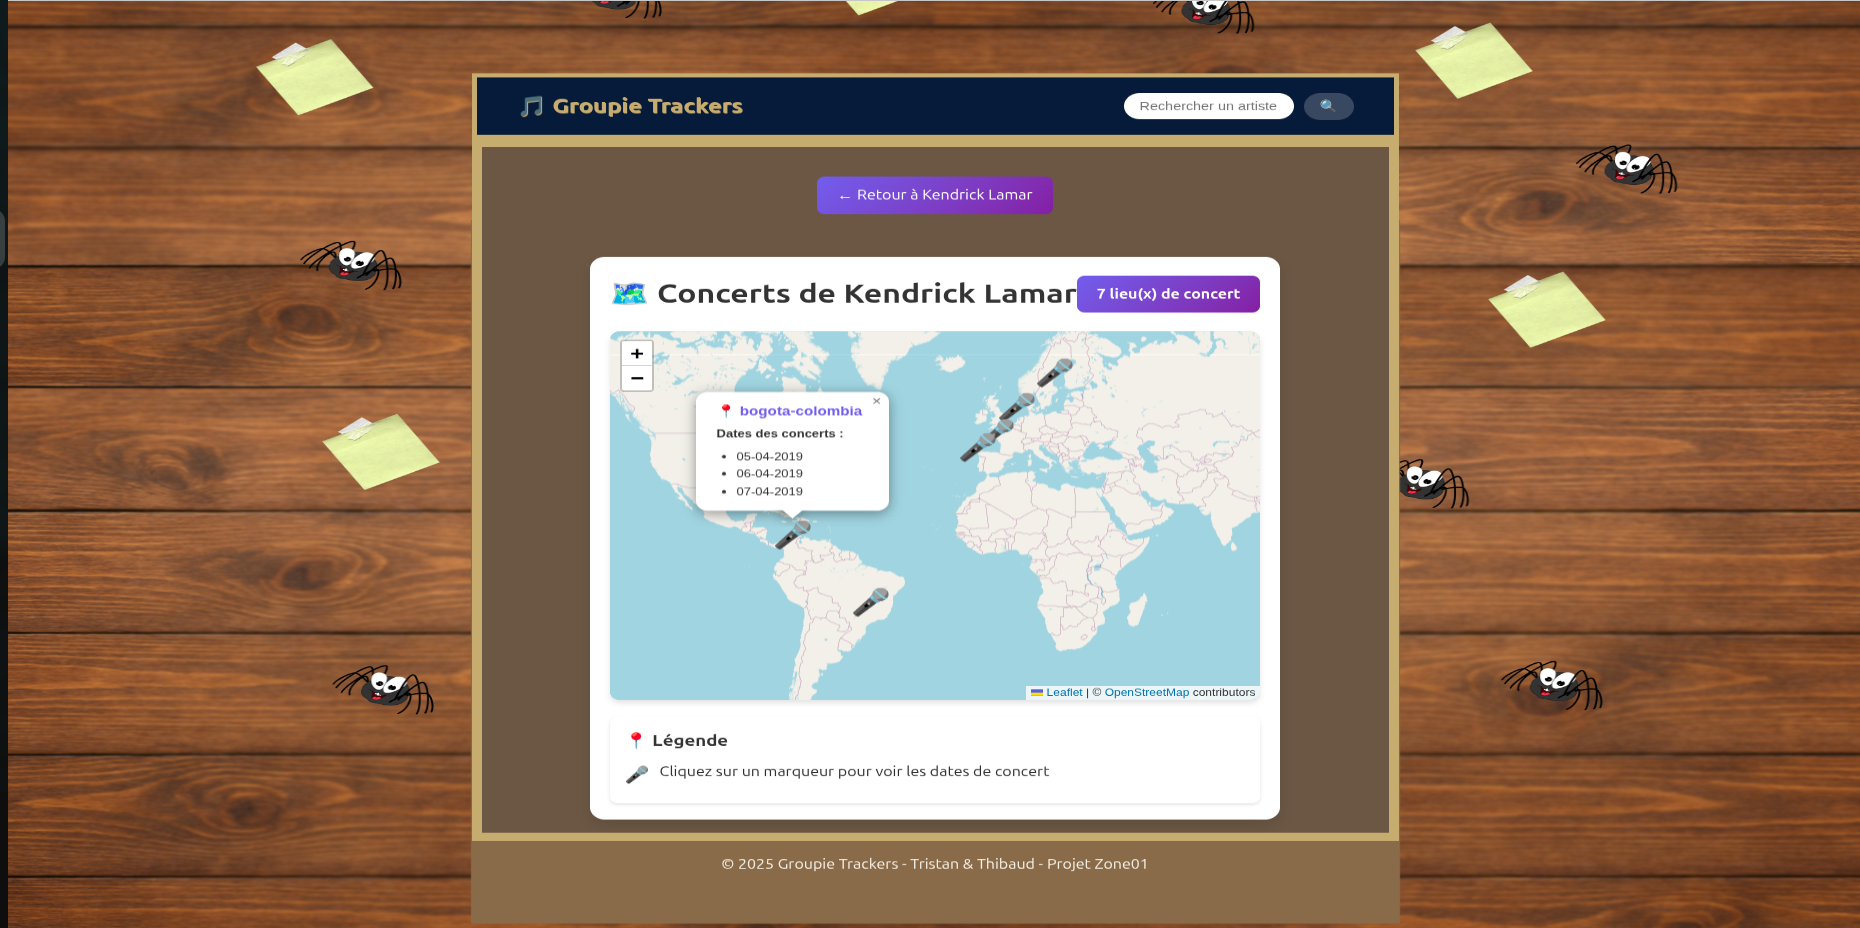 Groupie Trackers
Rechercher un artiste
← Retour à Kendrick Lamar
Concerts de Kendrick Lamar
7 lieu(x) de concert
+
−
×
bogota-colombia
Dates des concerts :
• 05-04-2019
• 06-04-2019
• 07-04-2019
Leaflet | © OpenStreetMap contributors
Légende
Cliquez sur un marqueur pour voir les dates de concert
© 2025 Groupie Trackers - Tristan & Thibaud - Projet Zone01